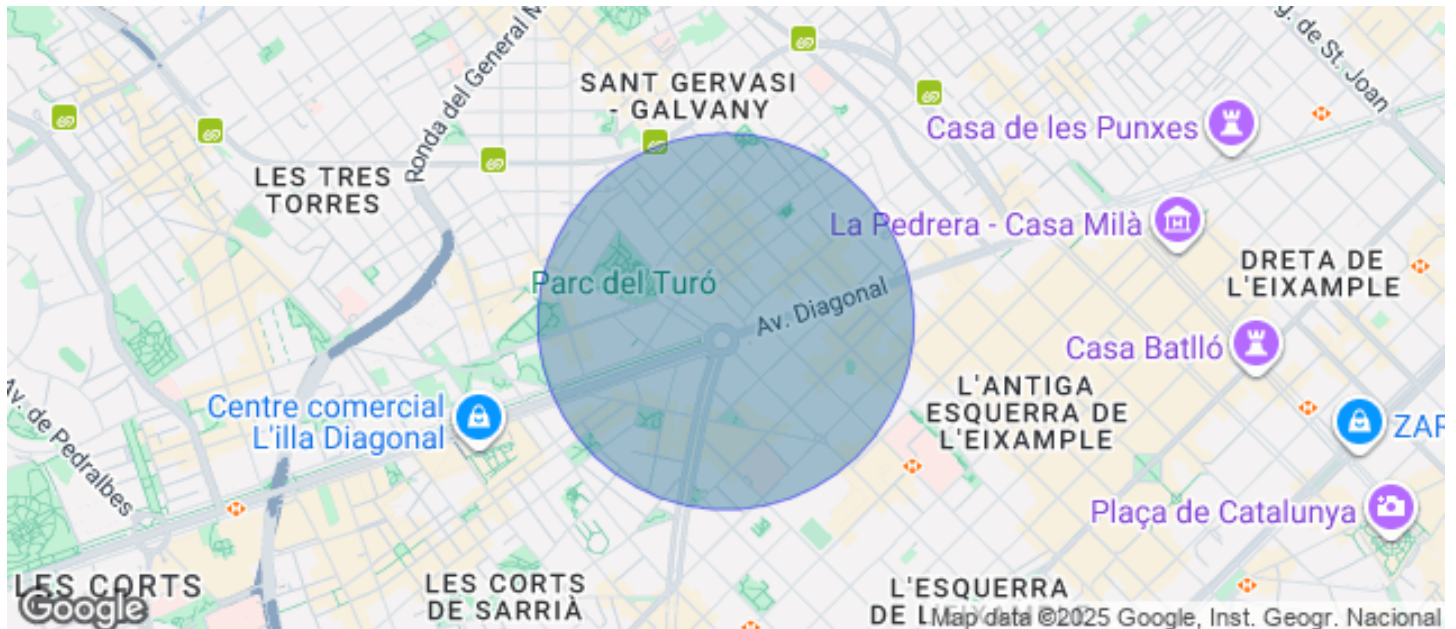 Ronda del General M
g. de St. Joan
SANT GERVASI
- GALVANY
Casa de les Punxes
LES TRES
TORRES
La Pedrera - Casa Milà
DRETA DE
L'EIXAMPLE
Parc del Turó
Av. Diagonal
Casa Batlló
Av. de Pedralbes
Centre comercial
L'illa Diagonal
L'ANTIGA
ESQUERRA DE
L'EIXAMPLE
ZAR
Plaça de Catalunya
LES CORTS
LES CORTS
DE SARRIÀ
L'ESQUERRA
DE L'EIXAMPLE
Google
Map data ©2025 Google, Inst. Geogr. Nacional